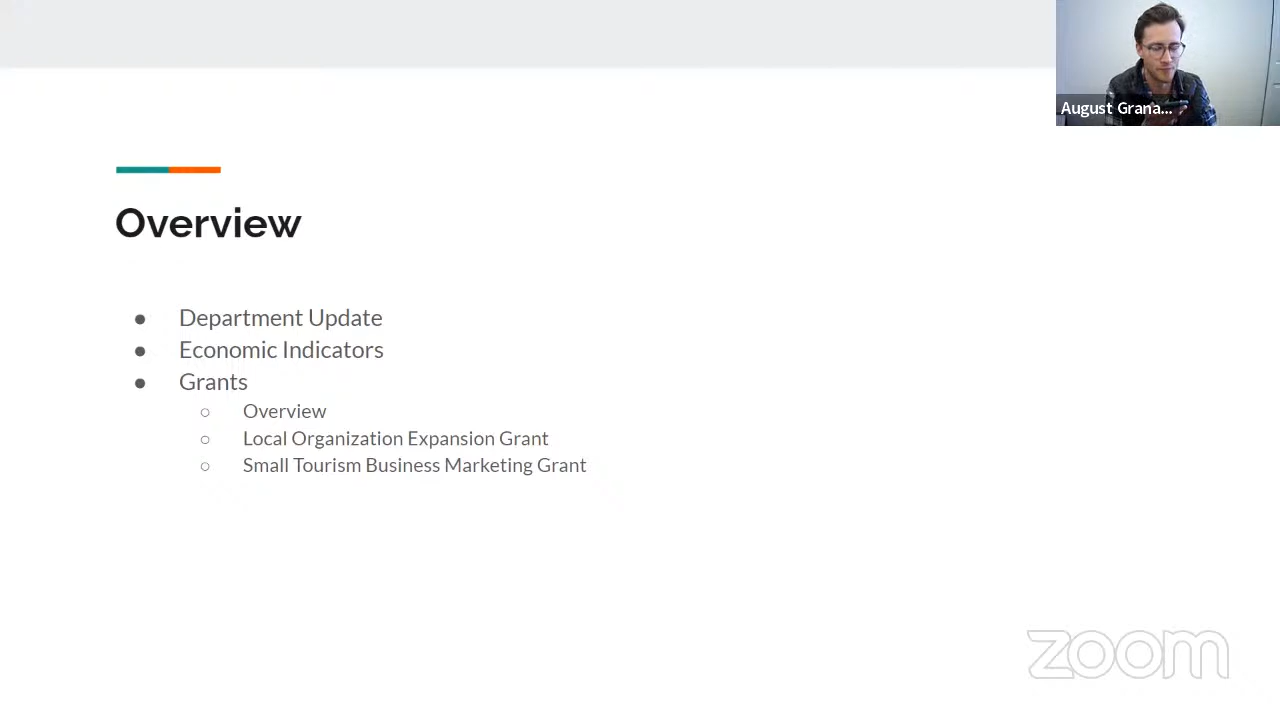 August Grana...
Overview
● Department Update
● Economic Indicators
● Grants
○ Overview
○ Local Organization Expansion Grant
○ Small Tourism Business Marketing Grant
zoom